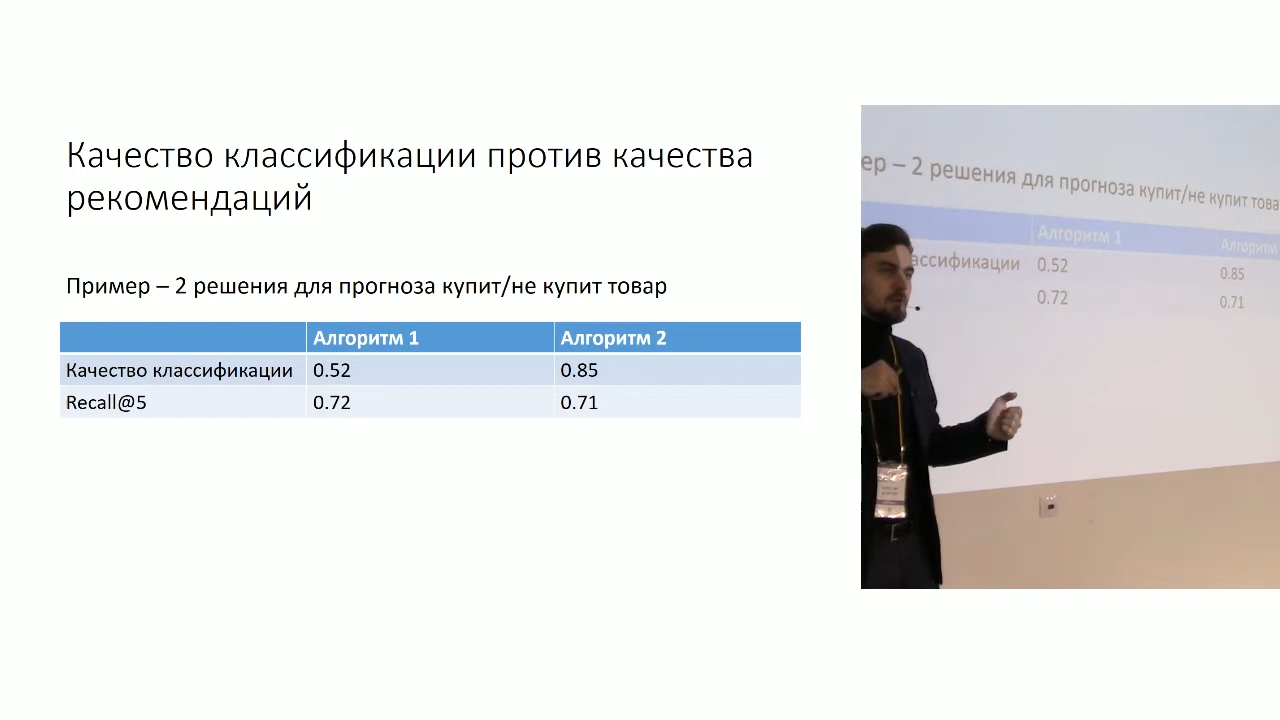 Качество классификации против качества
рекомендаций
Пример – 2 решения для прогноза купит/не купит товар
Алгоритм 1 Алгоритм 2
Качество классификации 0.52 0.85
Recall@5 0.72 0.71
ер – 2 решения для прогноза купит/не купит това
Алгоритм 1 Алгоритм
ассификации 0.52 0.85
0.72 0.71